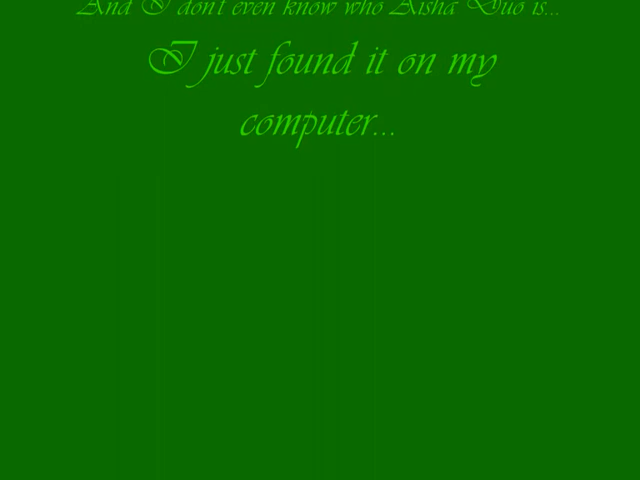 And I don't even know who Aisha Duo is...
I just found it on my
computer...